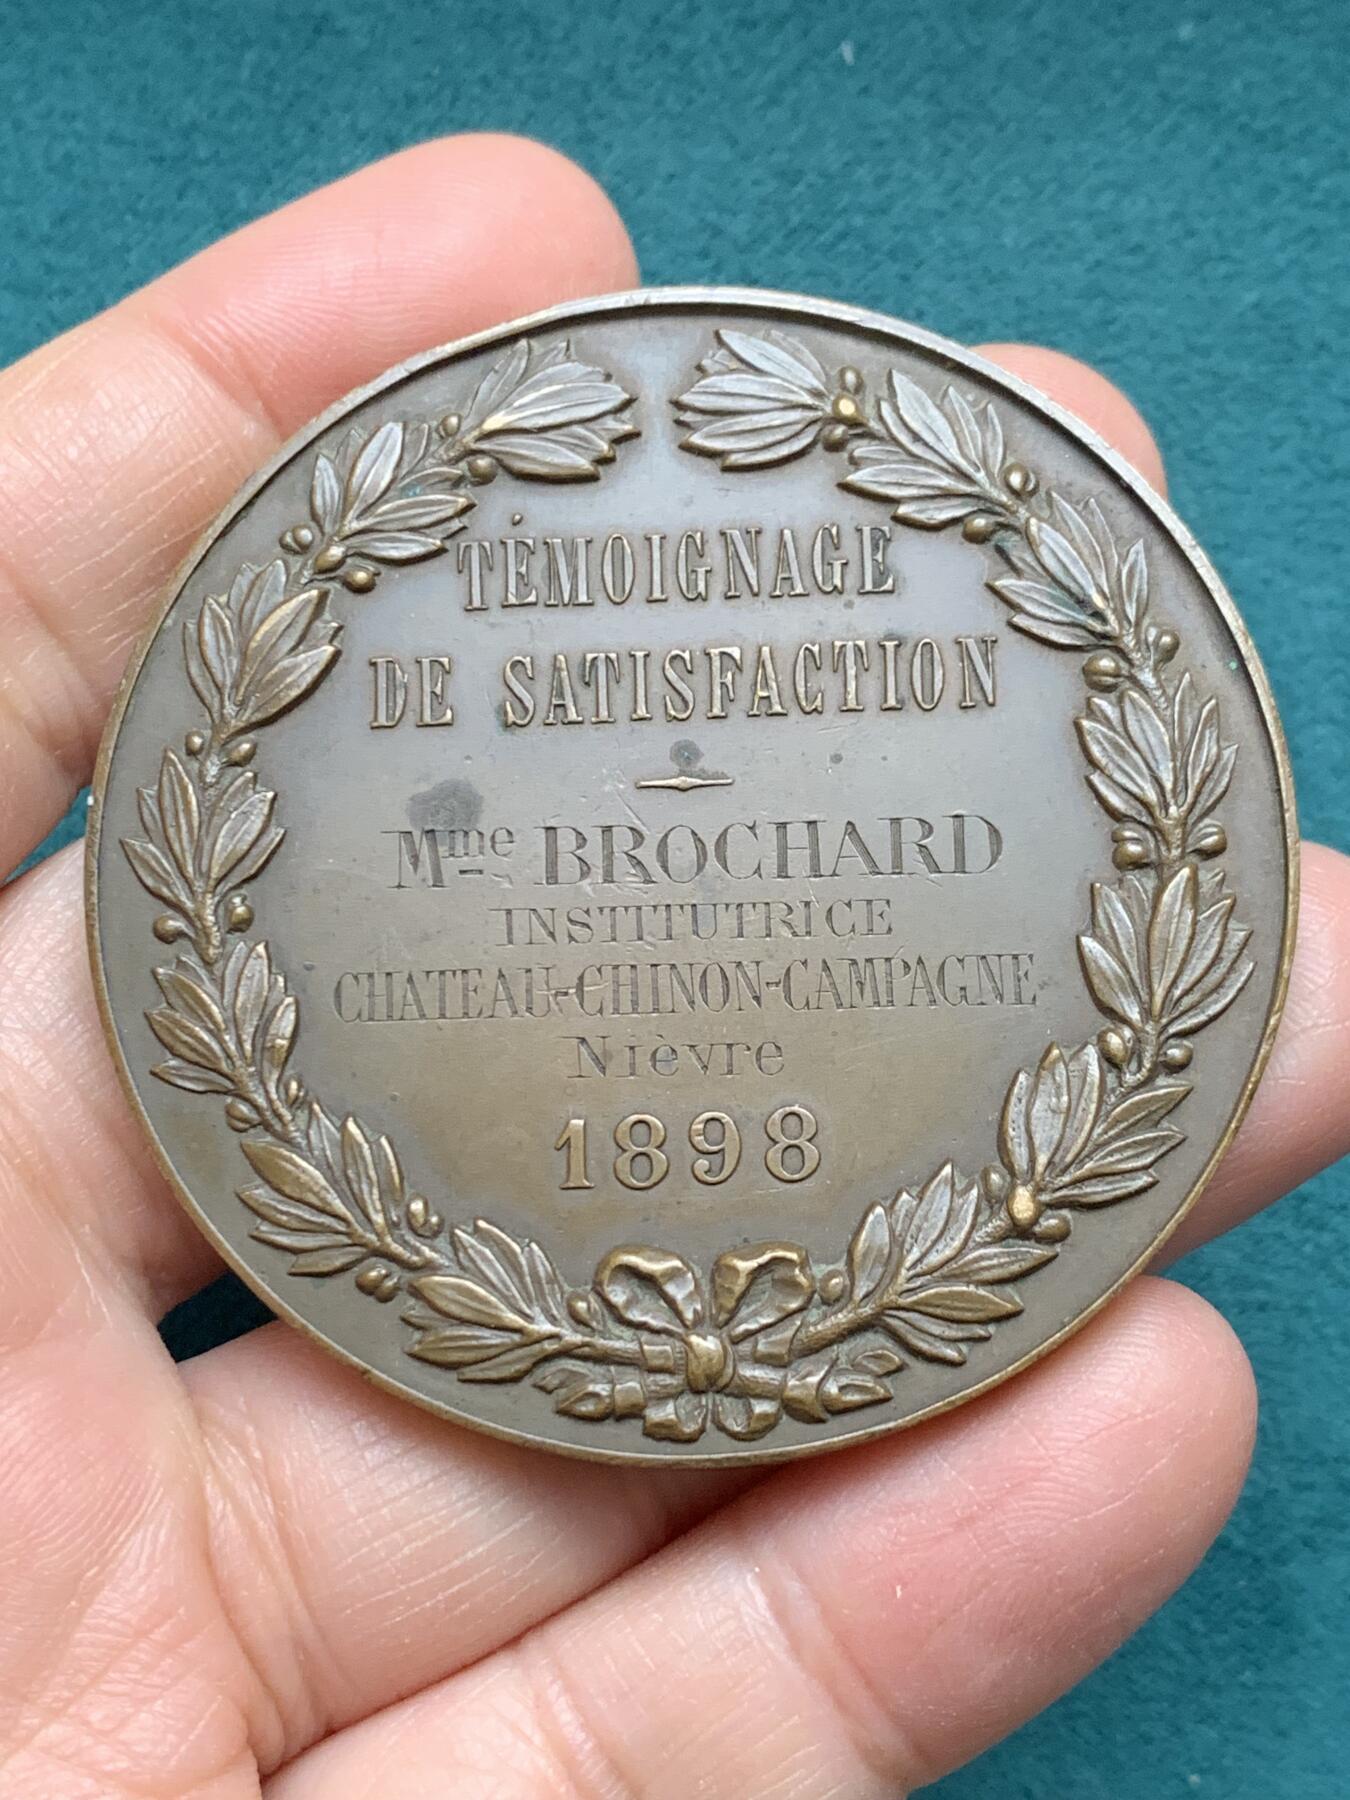 TÉMOIGNAGE
DE SATISFACTION
Mme BROCHARD
INSTITUTRICE
CHATEAU-CHINON-CAMPAGNE
Nièvre
1898